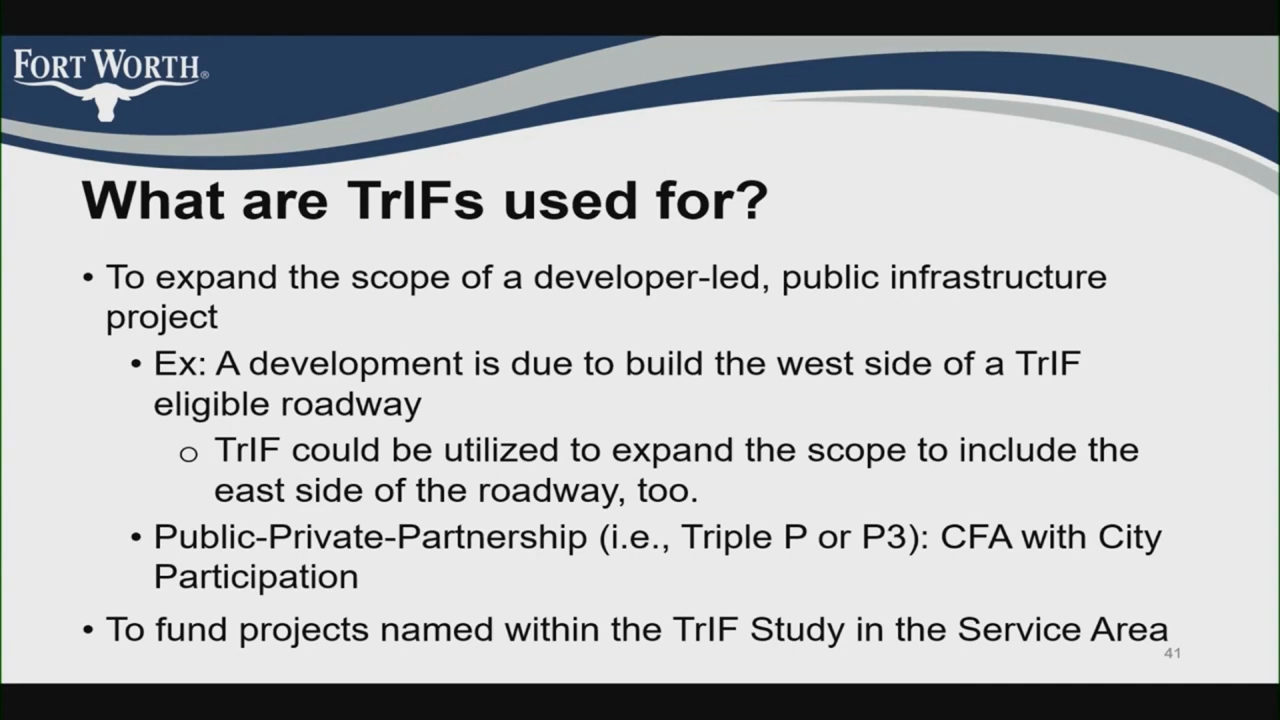 FORT WORTH®
What are TrIFs used for?
• To expand the scope of a developer-led, public infrastructure
project
• Ex: A development is due to build the west side of a TrIF
eligible roadway
o TrIF could be utilized to expand the scope to include the
east side of the roadway, too.
• Public-Private-Partnership (i.e., Triple P or P3): CFA with City
Participation
• To fund projects named within the TrIF Study in the Service Area
41